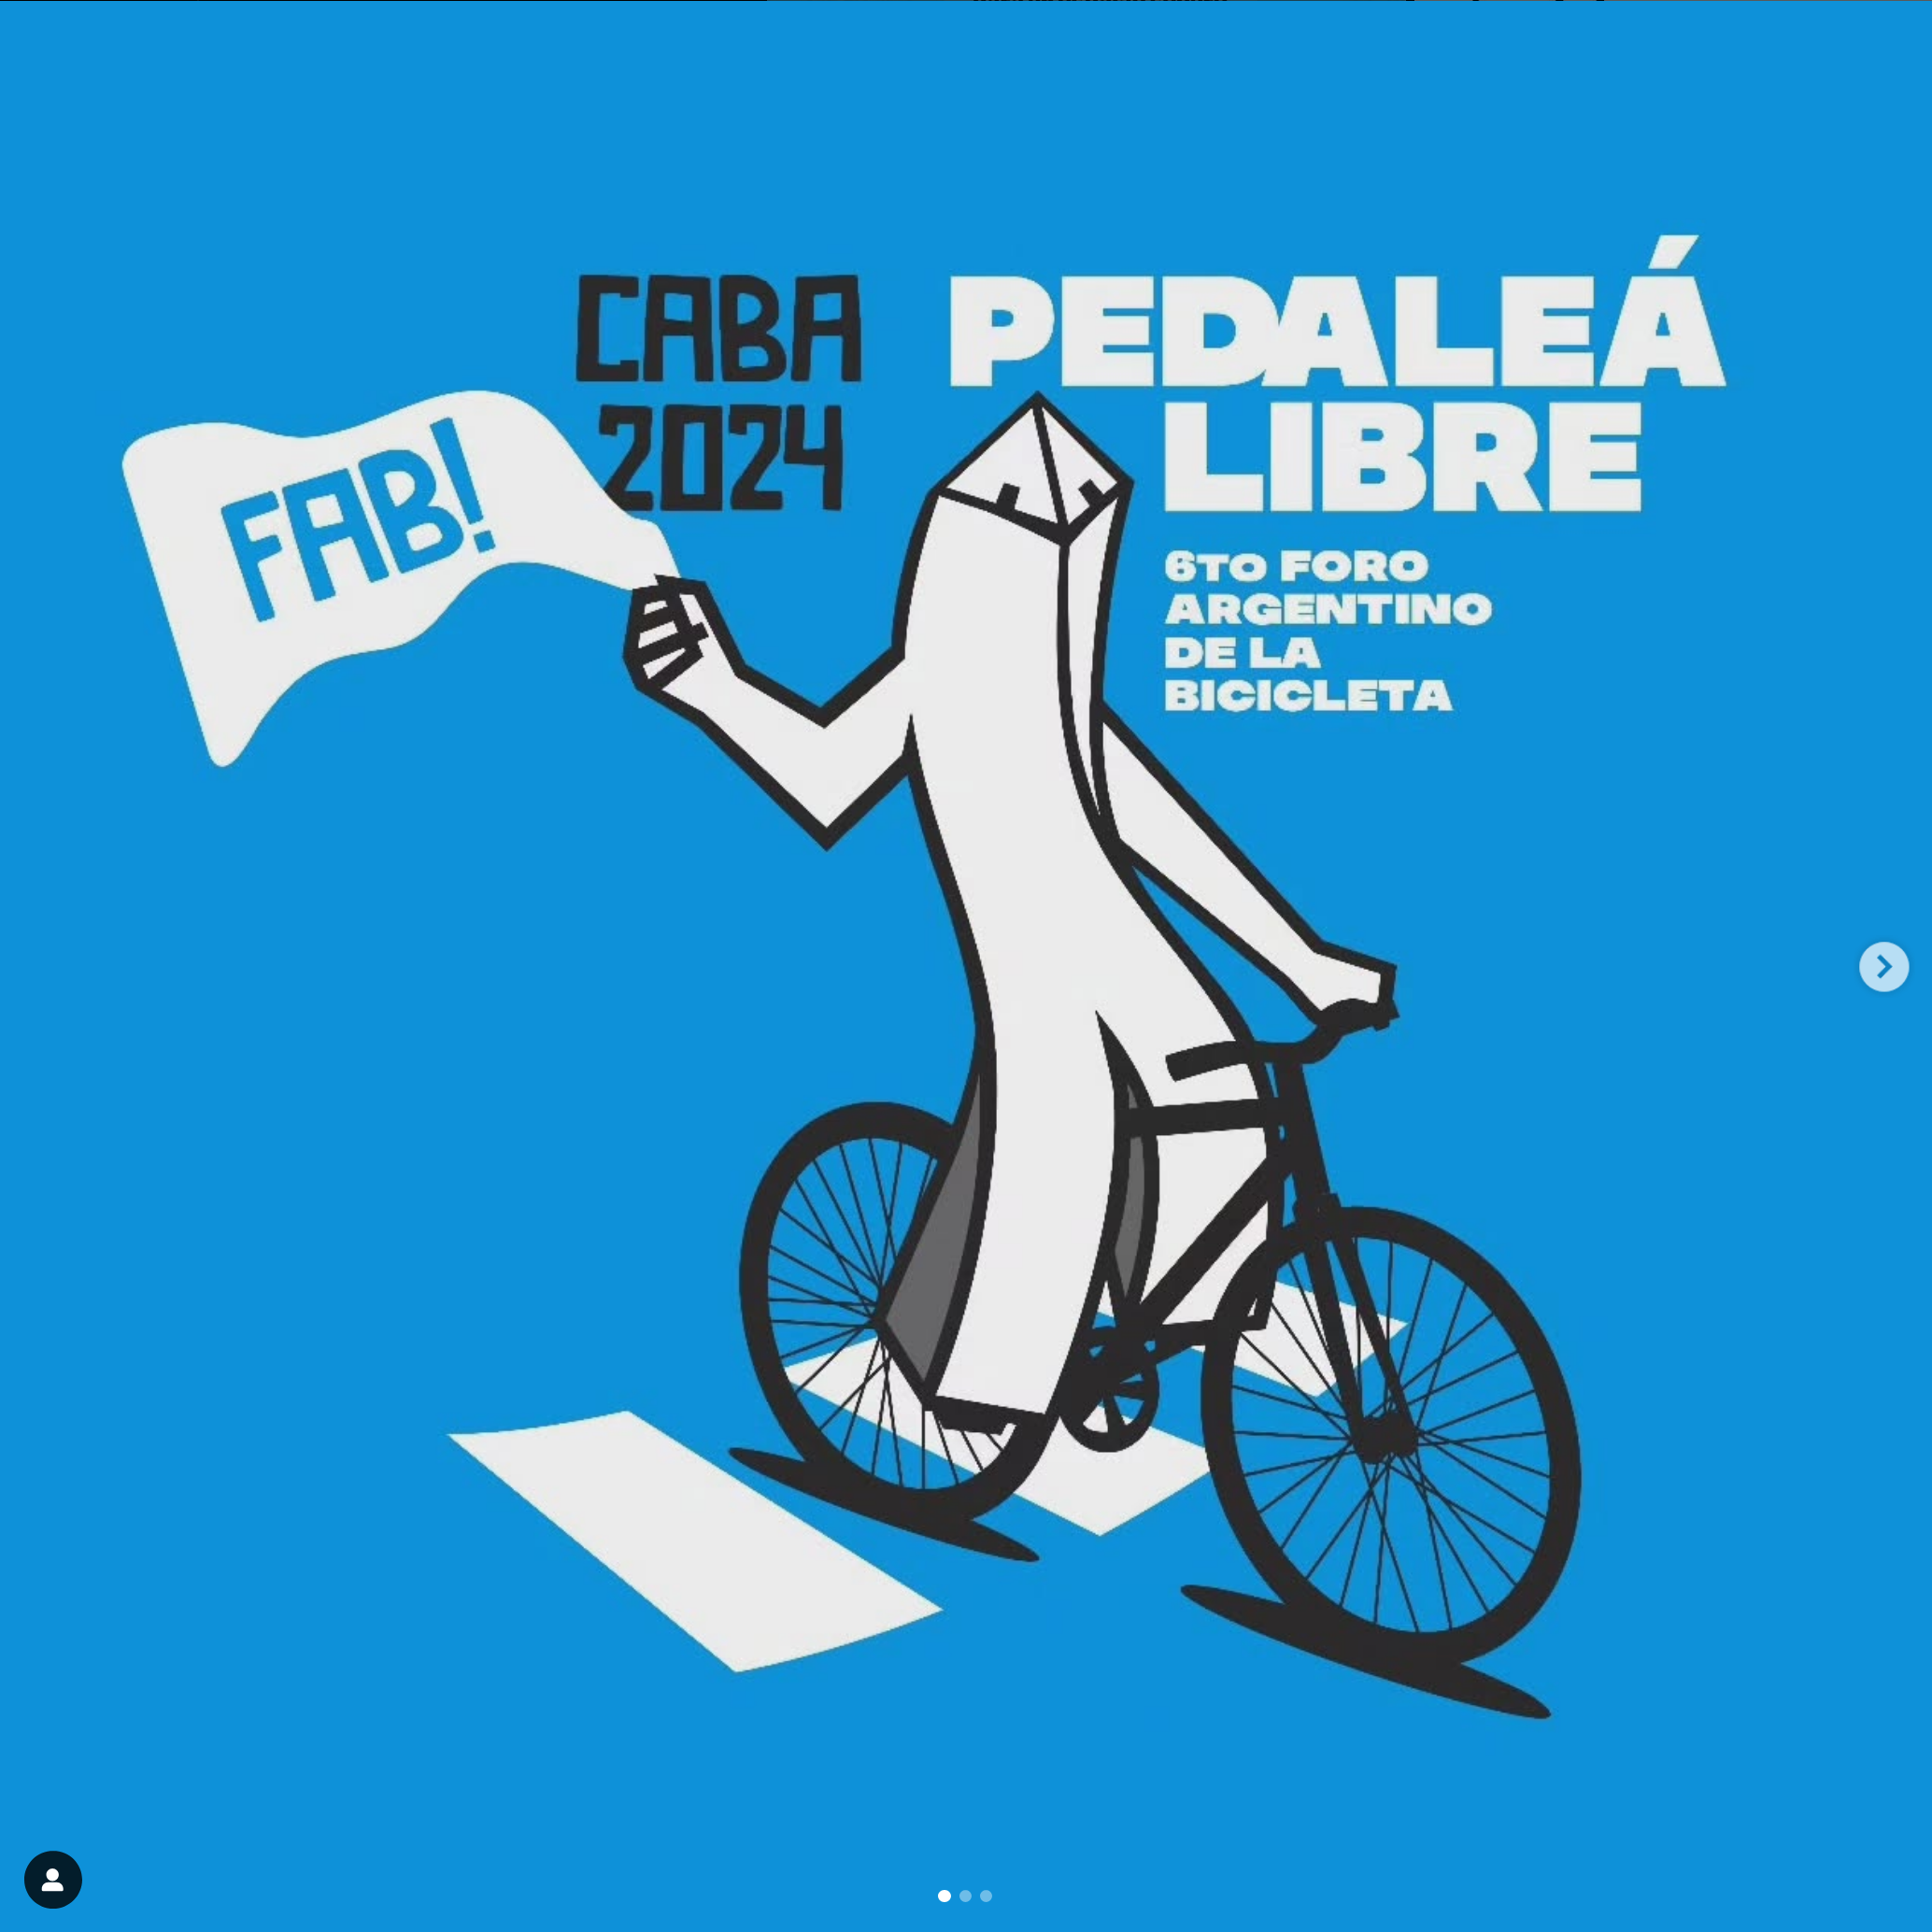 CABA
2024
PEDALEÁ
LIBRE
6TO FORO
ARGENTINO
DE LA
BICICLETA
FAB!